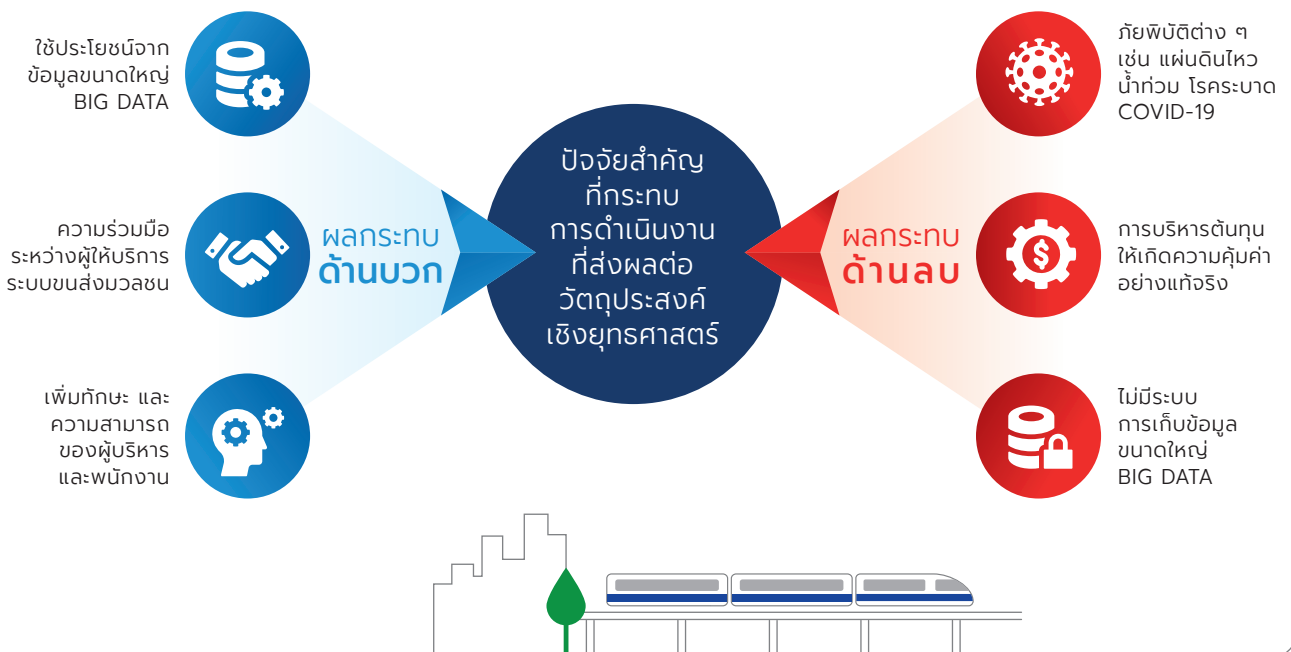 ใช้ประโยชน์จาก
ข้อมูลขนาดใหญ่
BIG DATA
ความร่วมมือ
ระหว่างผู้ให้บริการ
ระบบขนส่งมวลชน
เพิ่มทักษะ และ
ความสามารถ
ของผู้บริหาร
และพนักงาน
ผลกระทบ
ด้านบวก
ปัจจัยสำคัญ
ที่กระทบ
การดำเนินงาน
ที่ส่งผลต่อ
วัตถุประสงค์
เชิงยุทธศาสตร์
ผลกระทบ
ด้านลบ
ภัยพิบัติต่าง ๆ
เช่น แผ่นดินไหว
น้ำท่วม โรคระบาด
COVID-19
การบริหารต้นทุน
ให้เกิดความคุ้มค่า
อย่างแท้จริง
ไม่มีระบบ
การเก็บข้อมูล
ขนาดใหญ่
BIG DATA